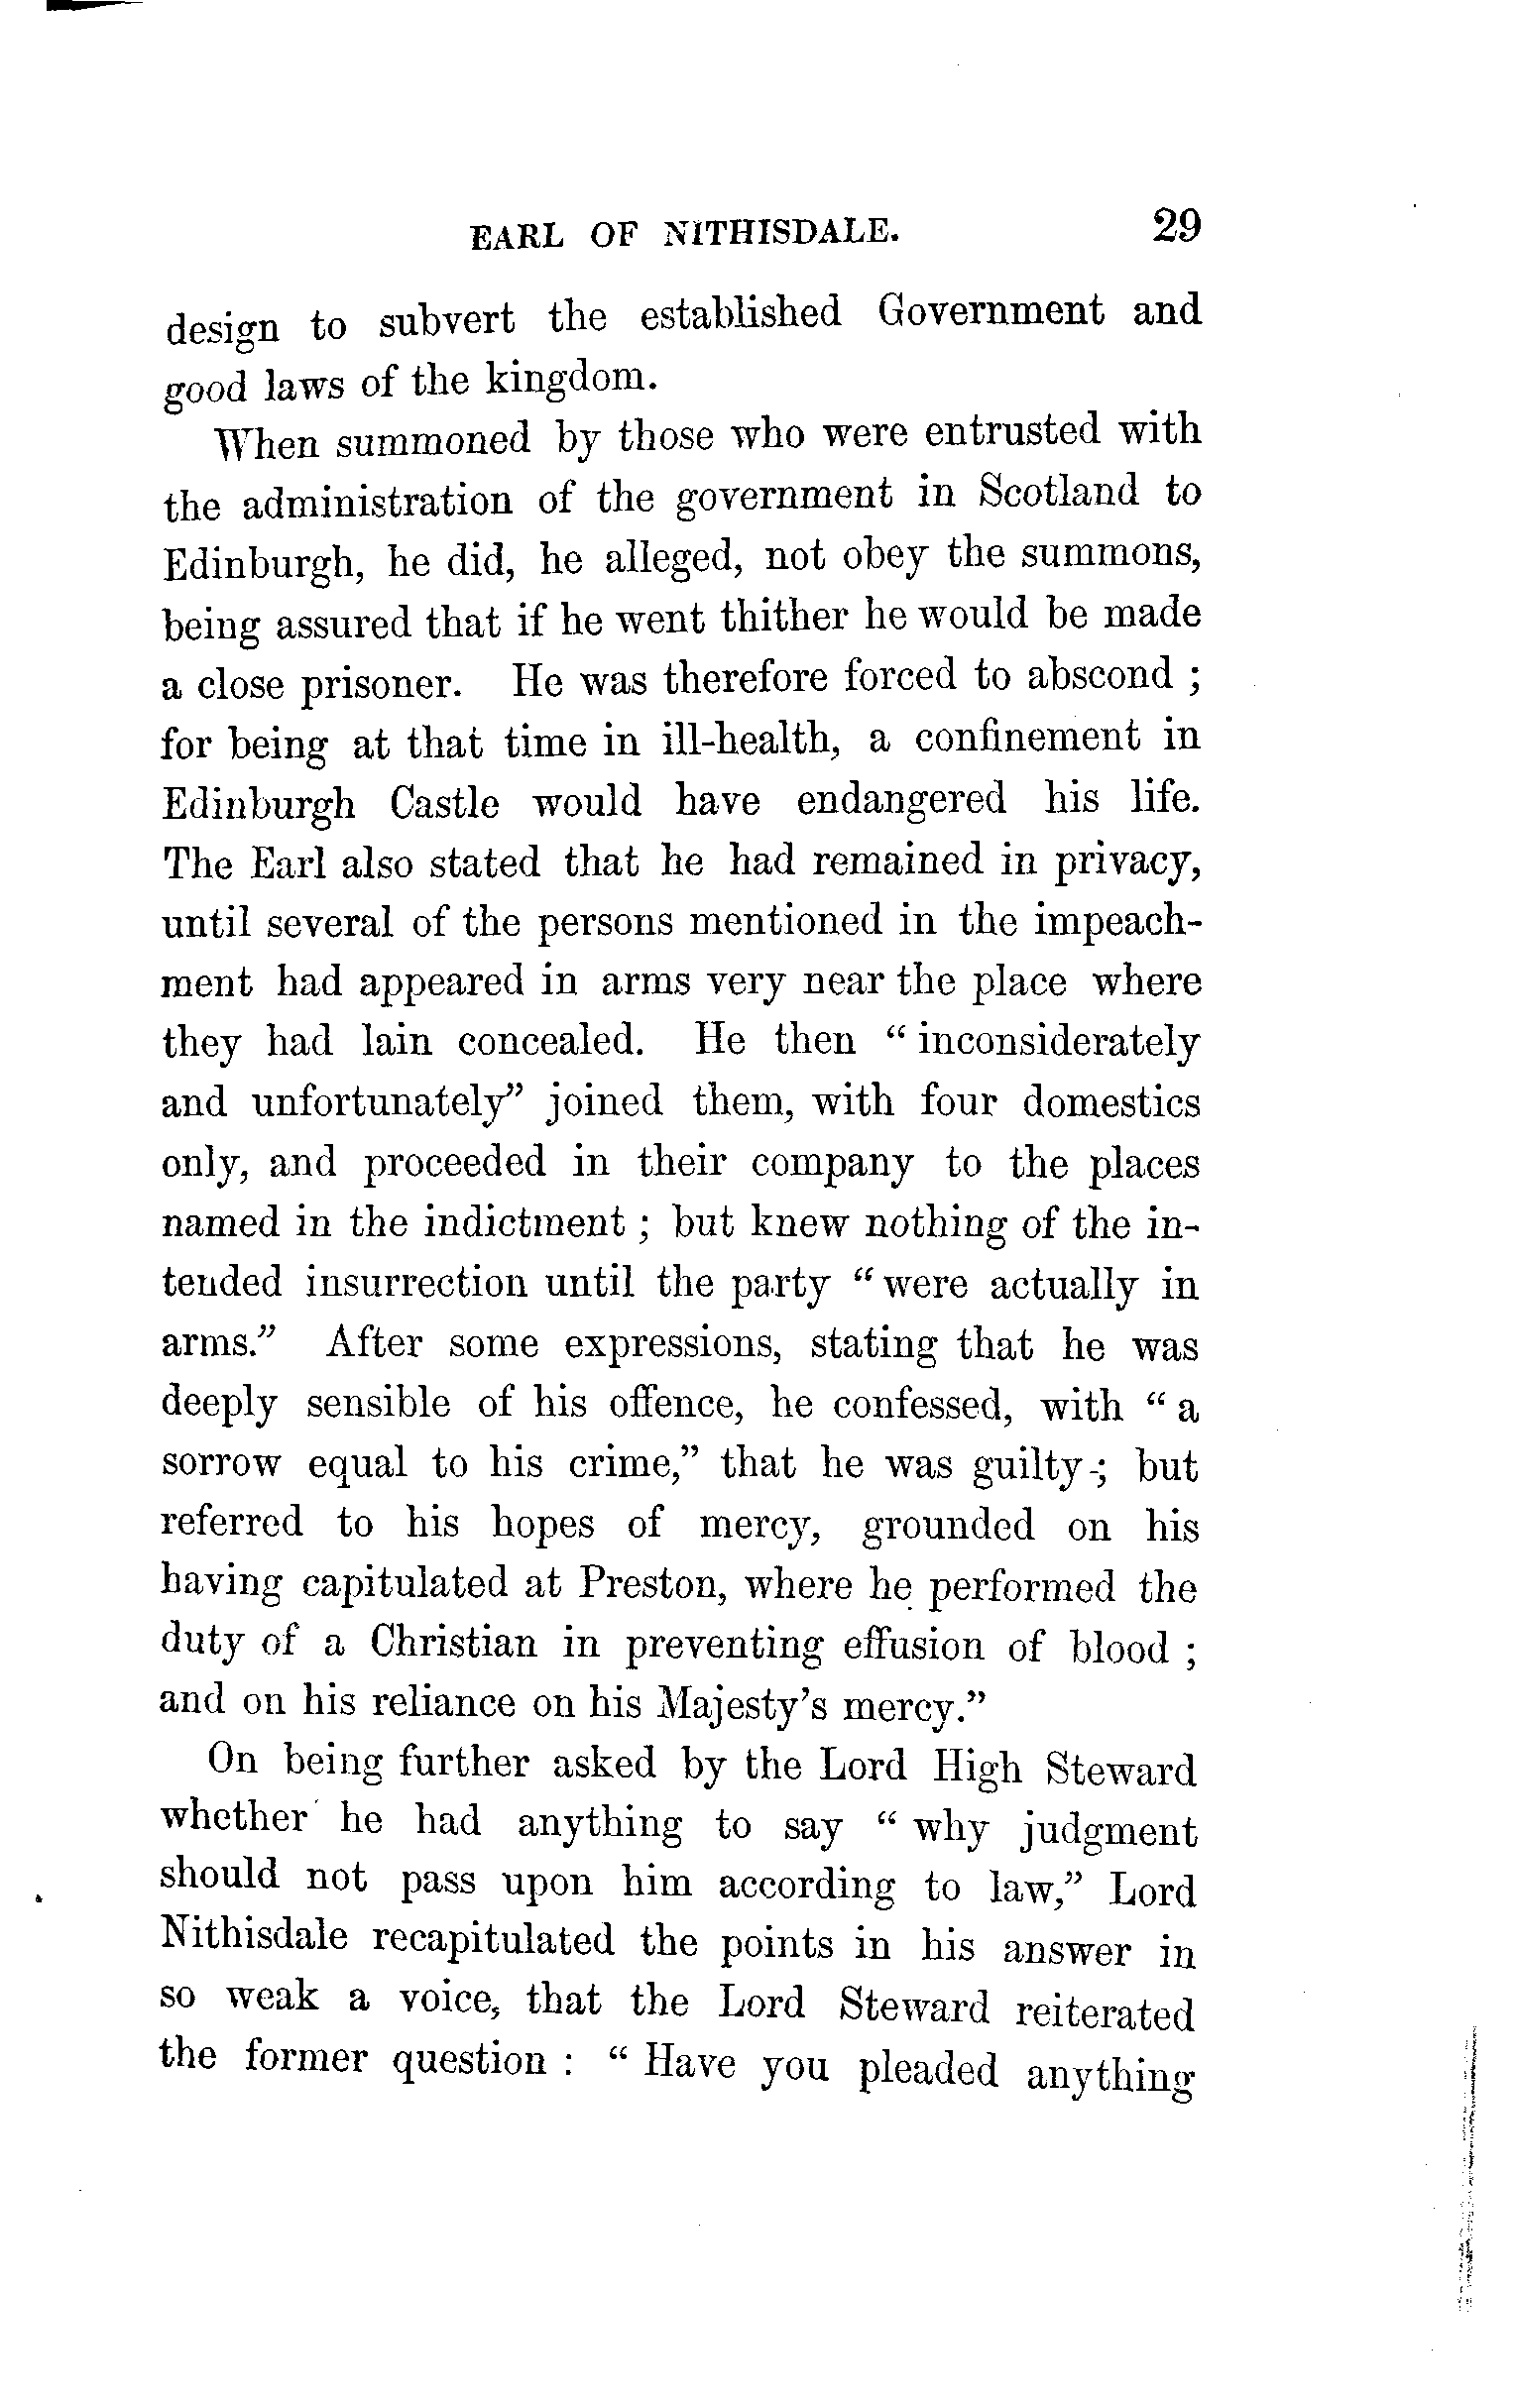 EARL OF NITHISDALE. 29
design to subvert the established Government and
good laws of the kingdom.
When summoned by those who were entrusted with
the administration of the government in Scotland to
Edinburgh, he did, he alleged, not obey the summons,
being assured that if he went thither he would be made
a close prisoner. He was therefore forced to abscond ;
for being at that time in ill-health, a confinement in
Edinburgh Castle would have endangered his life.
The Earl also stated that he had remained in privacy,
until several of the persons mentioned in the impeach-
ment had appeared in arms very near the place where
they had lain concealed. He then “ inconsiderately
and unfortunately” joined them, with four domestics
only, and proceeded in their company to the places
named in the indictment ; but knew nothing of the in-
tended insurrection until the party “ were actually in
arms.” After some expressions, stating that he was
deeply sensible of his offence, he confessed, with “ a
sorrow equal to his crime,” that he was guilty ; but
referred to his hopes of mercy, grounded on his
having capitulated at Preston, where he performed the
duty of a Christian in preventing effusion of blood ;
and on his reliance on his Majesty’s mercy.”
On being further asked by the Lord High Steward
whether he had anything to say “ why judgment
should not pass upon him according to law,” Lord
Nithisdale recapitulated the points in his answer in
so weak a voice, that the Lord Steward reiterated
the former question : “ Have you pleaded anything